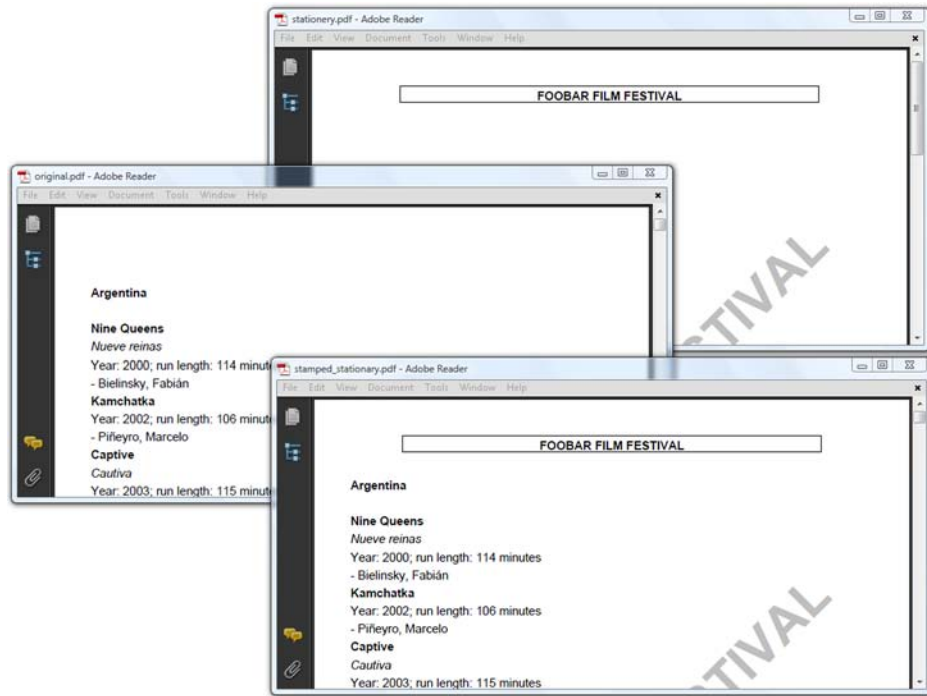 stationery.pdf - Adobe Reader
File Edit View Document Tools Window Help
FOOBAR FILM FESTIVAL
TIVAL
original.pdf - Adobe Reader
File Edit View Document Tools Window Help
Argentina
Nine Queens
Nueve reinas
Year: 2000; run length: 114 minut
- Bielinsky, Fabián
Kamchatka
Year: 2002; run length: 106 minut
- Piñeyro, Marcelo
Captive
Cautiva
Year: 2003; run length: 115 minut
stamped_stationary.pdf - Adobe Reader
File Edit View Document Tools Window Help
FOOBAR FILM FESTIVAL
Argentina
Nine Queens
Nueve reinas
Year: 2000; run length: 114 minutes
- Bielinsky, Fabián
Kamchatka
Year: 2002; run length: 106 minutes
- Piñeyro, Marcelo
Captive
Cautiva
Year: 2003; run length: 115 minutes
TIVAL